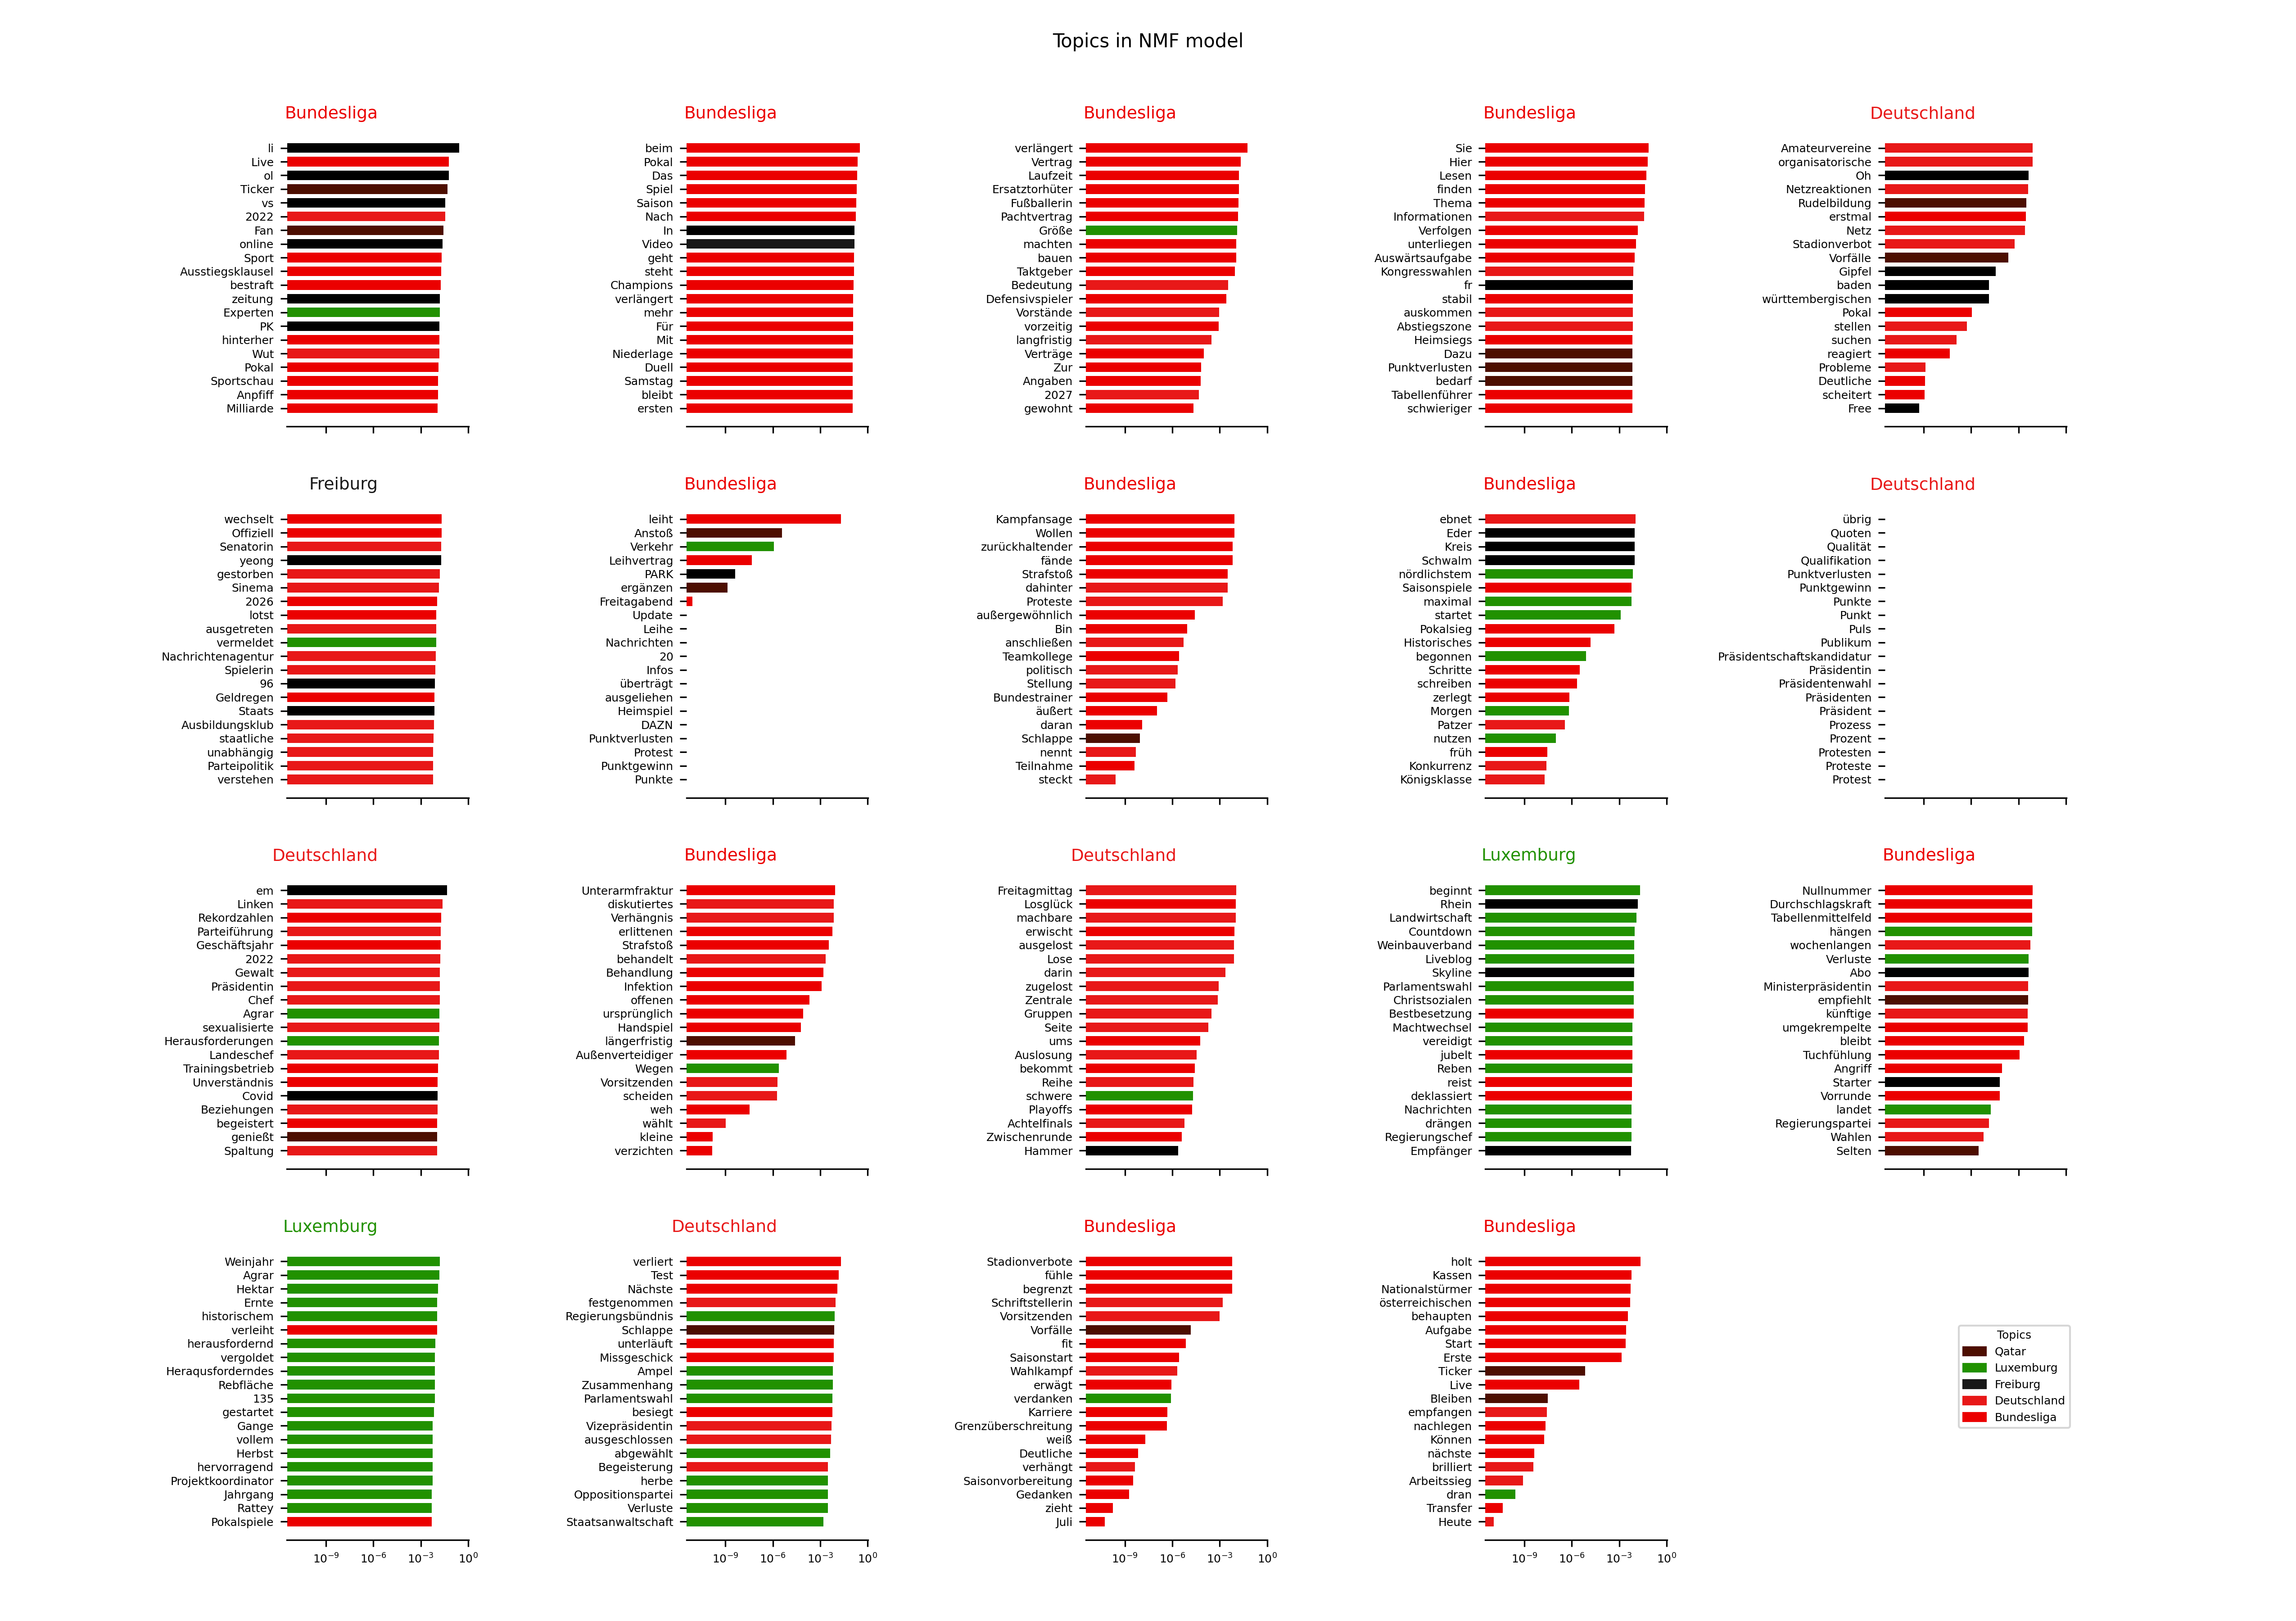 Topics in NMF model
Bundesliga
li
Live
ol
Ticker
vs
2022
Fan
online
Sport
Ausstiegsklausel
bestraft
zeitung
Experten
PK
hinterher
Wut
Pokal
Sportschau
Anpfiff
Milliarde
Bundesliga
beim
Pokal
Das
Spiel
Saison
Nach
In
Video
geht
steht
Champions
verlängert
mehr
Für
Mit
Niederlage
Duell
Samstag
bleibt
ersten
Bundesliga
verlängert
Vertrag
Laufzeit
Ersatztorhüter
Fußballerin
Pachtvertrag
Größe
machten
bauen
Taktgeber
Bedeutung
Defensivspieler
Vorstände
vorzeitig
langfristig
Verträge
Zur
Angaben
2027
gewohnt
Bundesliga
Sie
Hier
Lesen
finden
Thema
Informationen
Verfolgen
unterliegen
Auswärtsaufgabe
Kongresswahlen
fr
stabil
auskommen
Abstiegszone
Heimsiegs
Dazu
Punktverlusten
bedarf
Tabellenführer
schwieriger
Deutschland
Amateurvereine
organisatorische
Oh
Netzreaktionen
Rudelbildung
erstmal
Netz
Stadionverbot
Vorfälle
Gipfel
baden
württembergischen
Pokal
stellen
suchen
reagiert
Probleme
Deutliche
scheitert
Free
Freiburg
wechselt
Offiziell
Senatorin
yeong
gestorben
Sinema
2026
lotst
ausgetreten
vermeldet
Nachrichtenagentur
Spielerin
96
Geldregen
Staats
Ausbildungsklub
staatliche
unabhängig
Parteipolitik
verstehen
Bundesliga
leiht
Anstoß
Verkehr
Leihvertrag
PARK
ergänzen
Freitagabend
Update
Leihe
Nachrichten
20
Infos
überträgt
ausgeliehen
Heimspiel
DAZN
Punktverlusten
Protest
Punktgewinn
Punkte
Bundesliga
Kampfansage
Wollen
zurückhaltender
fände
Strafstoß
dahinter
Proteste
außergewöhnlich
Bin
anschließen
Teamkollege
politisch
Stellung
Bundestrainer
äußert
daran
Schlappe
nennt
Teilnahme
steckt
Bundesliga
ebnet
Eder
Kreis
Schwalm
nördlichstem
Saisonspiele
maximal
startet
Pokalsieg
Historisches
begonnen
Schritte
schreiben
zerlegt
Morgen
Patzer
nutzen
früh
Konkurrenz
Königsklasse
Deutschland
übrig
Quoten
Qualität
Qualifikation
Punktverlusten
Punktgewinn
Punkte
Punkt
Puls
Publikum
Präsidentschaftskandidatur
Präsidentin
Präsidentenwahl
Präsidenten
Präsident
Prozess
Prozent
Protesten
Proteste
Protest
Deutschland
em
Linken
Rekordzahlen
Parteiführung
Geschäftsjahr
2022
Gewalt
Präsidentin
Chef
Agrar
sexualisierte
Herausforderungen
Landeschef
Trainingsbetrieb
Unverständnis
Covid
Beziehungen
begeistert
genießt
Spaltung
Bundesliga
Unterarmfraktur
diskutiertes
Verhängnis
erlittenen
Strafstoß
behandelt
Behandlung
Infektion
offenen
ursprünglich
Handspiel
längerfristig
Außenverteidiger
Wegen
Vorsitzenden
scheiden
weh
wählt
kleine
verzichten
Deutschland
Freitagmittag
Losglück
machbare
erwischt
ausgelost
Lose
darin
zugelost
Zentrale
Gruppen
Seite
ums
Auslosung
bekommt
Reihe
schwere
Playoffs
Achtelfinals
Zwischenrunde
Hammer
Luxemburg
beginnt
Rhein
Landwirtschaft
Countdown
Weinbauverband
Liveblog
Skyline
Parlamentswahl
Christsozialen
Bestbesetzung
Machtwechsel
vereidigt
jubelt
Reben
reist
deklassiert
Nachrichten
drängen
Regierungschef
Empfänger
Bundesliga
Nullnummer
Durchschlagskraft
Tabellenmittelfeld
hängen
wochenlangen
Verluste
Abo
Ministerpräsidentin
empfiehlt
künftige
umgekrempelte
bleibt
Tuchfühlung
Angriff
Starter
Vorrunde
landet
Regierungspartei
Wahlen
Selten
Luxemburg
Weinjahr
Agrar
Hektar
Ernte
historischem
verleiht
herausfordernd
vergoldet
Heraqusforderndes
Rebfläche
135
gestartet
Gange
vollem
Herbst
hervorragend
Projektkoordinator
Jahrgang
Rattey
Pokalspiele
10⁻⁹ 10⁻⁶ 10⁻³ 10⁰
Deutschland
verliert
Test
Nächste
festgenommen
Regierungsbündnis
Schlappe
unterläuft
Missgeschick
Ampel
Zusammenhang
Parlamentswahl
besiegt
Vizepräsidentin
ausgeschlossen
abgewählt
Begeisterung
herbe
Oppositionspartei
Verluste
Staatsanwaltschaft
10⁻⁹ 10⁻⁶ 10⁻³ 10⁰
Bundesliga
Stadionverbote
fühle
begrenzt
Schriftstellerin
Vorsitzenden
Vorfälle
fit
Saisonstart
Wahlkampf
erwägt
verdanken
Karriere
Grenzüberschreitung
weiß
Deutliche
verhängt
Saisonvorbereitung
Gedanken
zieht
Juli
10⁻⁹ 10⁻⁶ 10⁻³ 10⁰
Bundesliga
holt
Kassen
Nationalstürmer
österreichischen
behaupten
Aufgabe
Start
Erste
Ticker
Live
Bleiben
empfangen
nachlegen
Können
nächste
brilliert
Arbeitssieg
dran
Transfer
Heute
10⁻⁹ 10⁻⁶ 10⁻³ 10⁰
Topics
Qatar
Luxemburg
Freiburg
Deutschland
Bundesliga